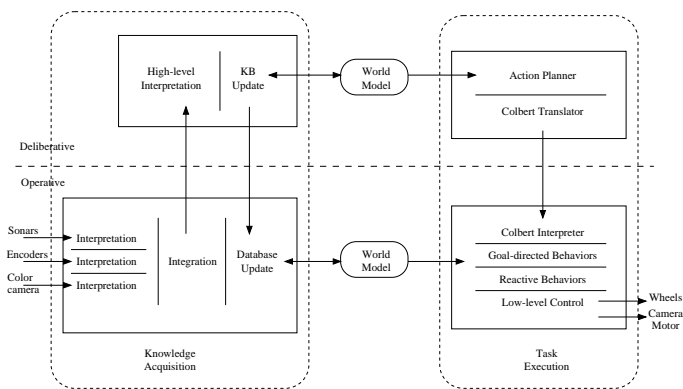 High-level
Interpretation
KB
Update
World
Model
Action Planner
Colbert Translator
Deliberative
Operative
Sonars
Encoders
Color
camera
Interpretation
Interpretation
Interpretation
Integration
Database
Update
World
Model
Colbert Interpreter
Goal-directed Behaviors
Reactive Behaviors
Low-level Control
Wheels
Camera
Motor
Knowledge
Acquisition
Task
Execution